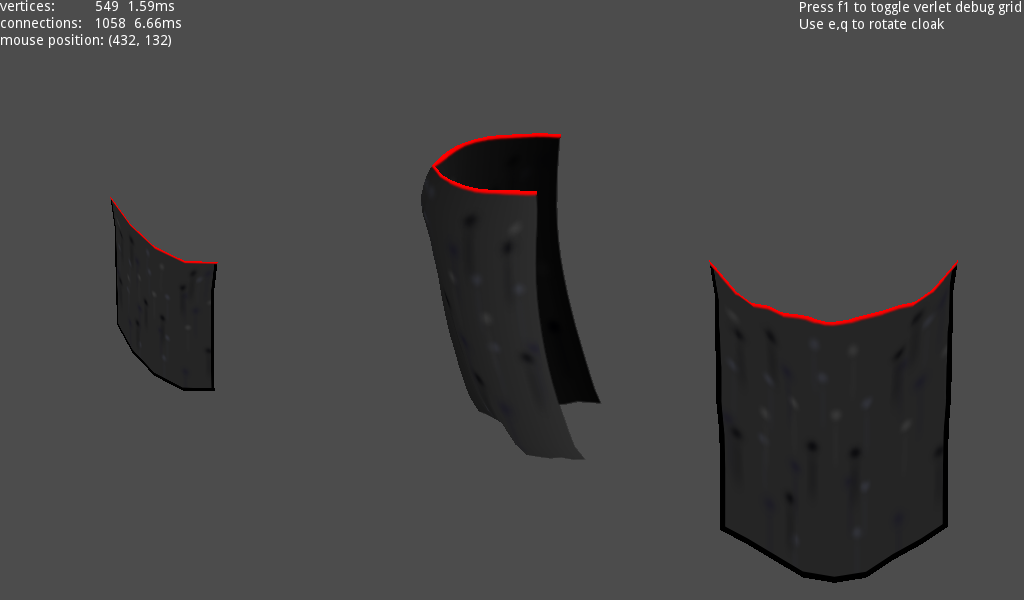 vertices: 549 1.59ms
connections: 1058 6.66ms
mouse position: (432, 132)
Press f1 to toggle verlet debug grid
Use e,q to rotate cloak